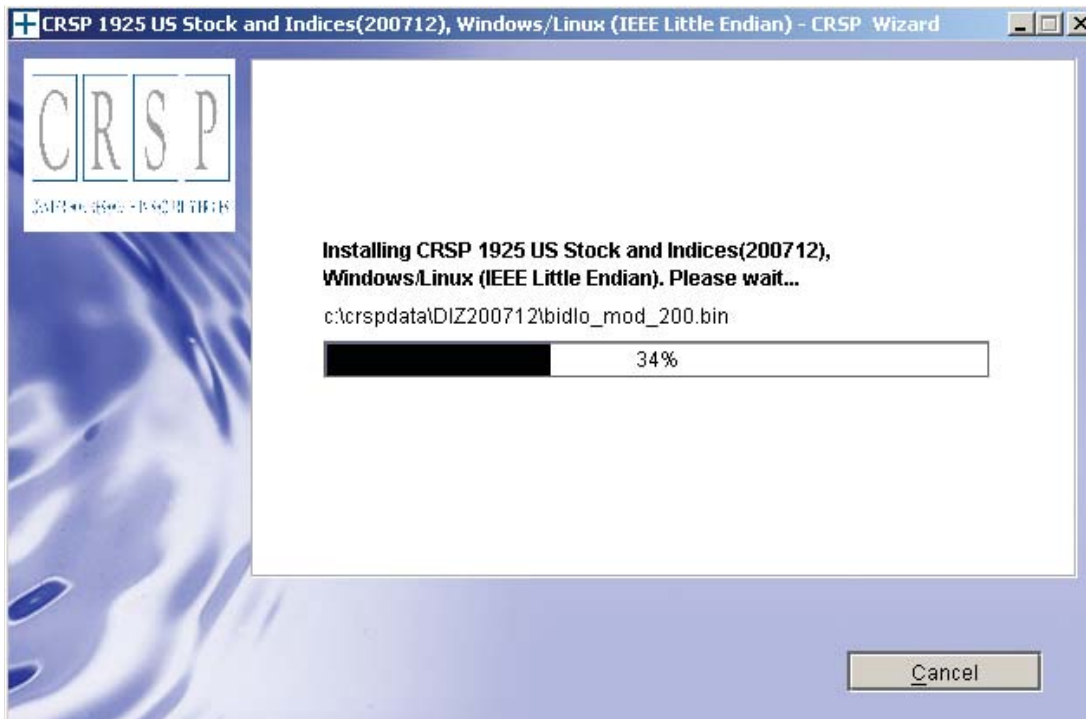 CRSP 1925 US Stock and Indices(200712), Windows/Linux (IEEE Little Endian) - CRSP Wizard
CRSP
Installing CRSP 1925 US Stock and Indices(200712),
Windows/Linux (IEEE Little Endian). Please wait...
c:\crspdata\DIZ200712\bidlo_mod_200.bin
34%
Cancel